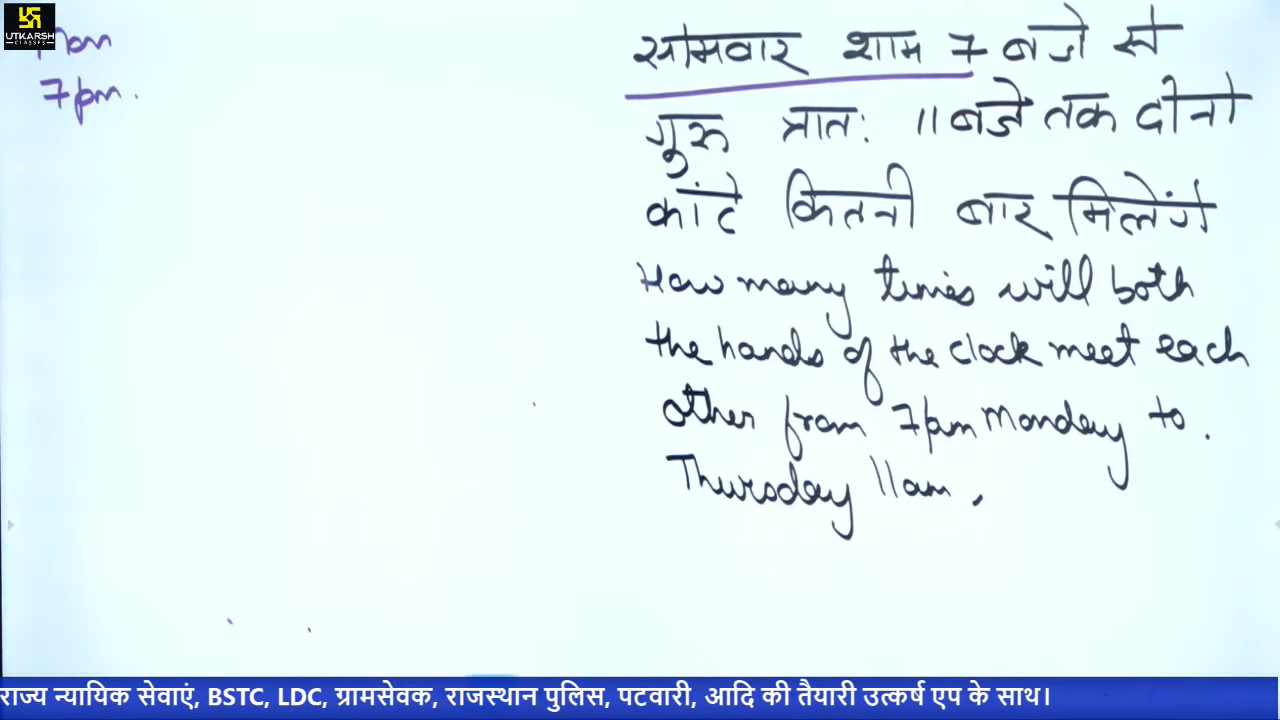 UTKARSH
CLASSES
Mon
7pm.
सोमवार शाम 7 बजे से
गुरु प्रातः 11 बजे तक दोनो
कांटे कितनी बार मिलेंगे
How many times will both
the hands of the clock meet each
other from 7pm Monday to.
Thursday 11am.
राज्य न्यायिक सेवाएं, BSTC, LDC, ग्रामसेवक, राजस्थान पुलिस, पटवारी, आदि की तैयारी उत्कर्ष एप के साथ।